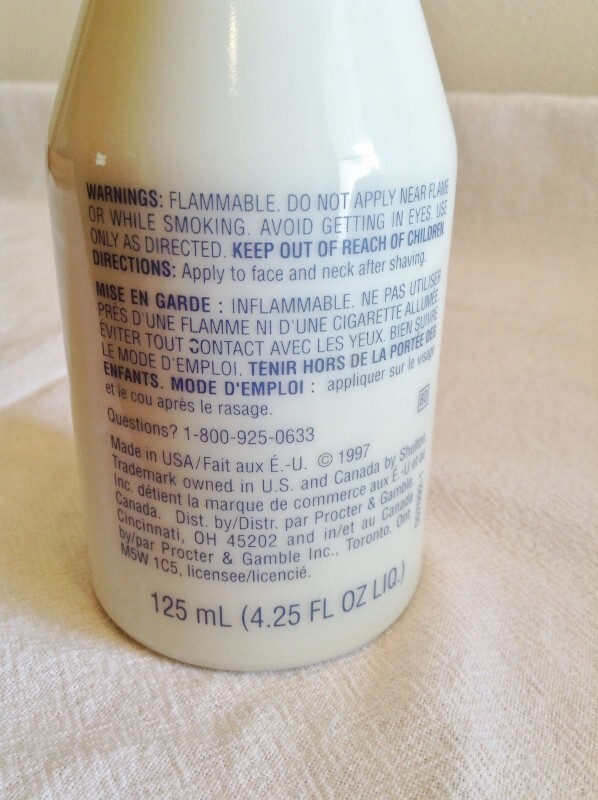 WARNINGS: FLAMMABLE. DO NOT APPLY NEAR FLAME
OR WHILE SMOKING. AVOID GETTING IN EYES. USE
ONLY AS DIRECTED. KEEP OUT OF REACH OF CHILDREN.
DIRECTIONS: Apply to face and neck after shaving.
MISE EN GARDE : INFLAMMABLE. NE PAS UTILISER
PRÈS D'UNE FLAMME NI D'UNE CIGARETTE ALLUMÉE.
ÉVITER TOUT CONTACT AVEC LES YEUX. BIEN SUIVRE
LE MODE D'EMPLOI. TENIR HORS DE LA PORTÉE DES
ENFANTS. MODE D'EMPLOI : appliquer sur le visage
et le cou après le rasage.
Questions? 1-800-925-0633
Made in USA/Fait aux É.-U. © 1997
Trademark owned in U.S. and Canada by Shulton
Inc. détient la marque de commerce aux É.-U et au
Canada. Dist. by/Distr. par Procter & Gamble,
Cincinnati, OH 45202 and in/et au Canada
by/par Procter & Gamble Inc., Toronto, Ont.
M5W 1C5, licensee/licencié.
125 mL (4.25 FL OZ LIQ.)